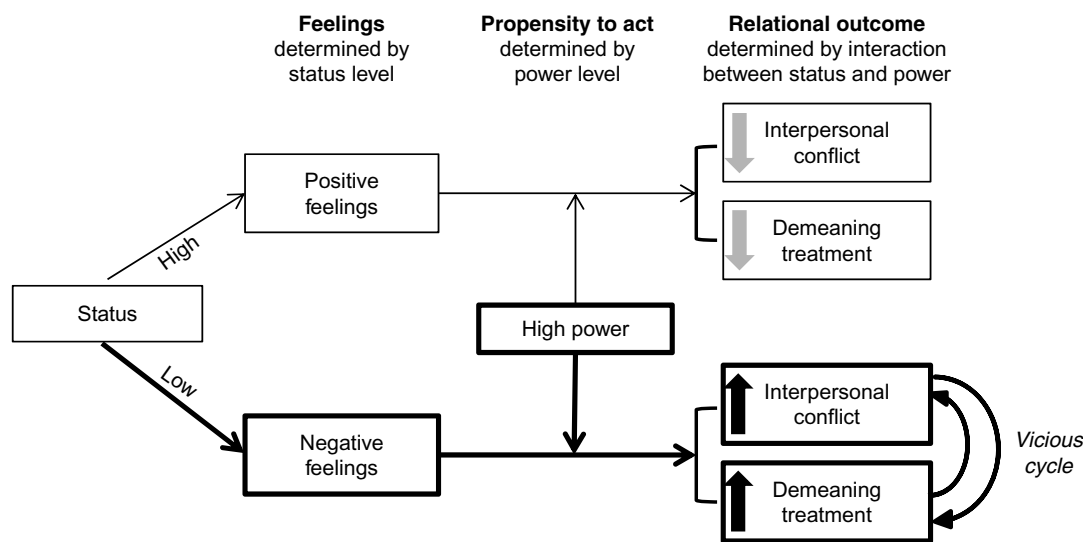 Feelings
determined by
status level
Propensity to act
determined by
power level
Relational outcome
determined by interaction
between status and power
Interpersonal
conflict
Positive
feelings
Demeaning
treatment
High
Status
High power
Low
Interpersonal
conflict
Negative
feelings
Vicious
cycle
Demeaning
treatment